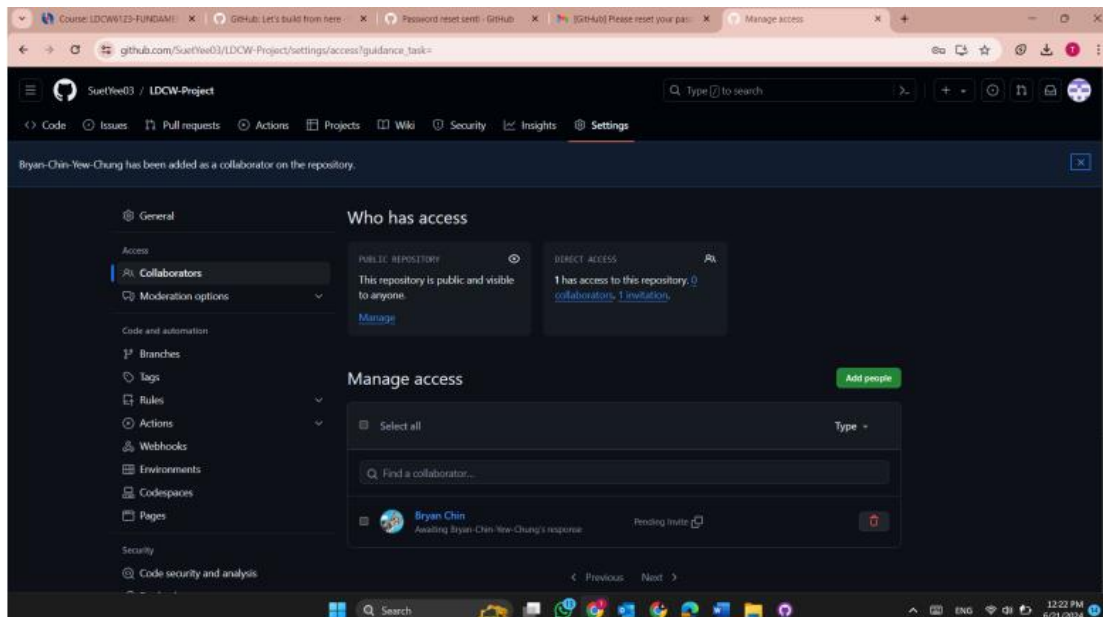 Course: LDCW6123-FUNDAME
GitHub: Let's build from here
Password reset sent! · GitHub
[GitHub] Please reset your pass
Manage access
github.com/SuetYee03/LDCW-Project/settings/access?guidance_task=
SuetYee03 / LDCW-Project
Type / to search
Code Issues Pull requests Actions Projects Wiki Security Insights Settings
Bryan-Chin-Yew-Chung has been added as a collaborator on the repository.
General
Access
Collaborators
Moderation options
Code and automation
Branches
Tags
Rules
Actions
Webhooks
Environments
Codespaces
Pages
Security
Code security and analysis
Who has access
PUBLIC REPOSITORY
This repository is public and visible
to anyone.
Manage
DIRECT ACCESS
1 has access to this repository. 0
collaborators. 1 invitation.
Manage access
Add people
Select all
Type
Find a collaborator...
Bryan Chin
Awaiting Bryan-Chin-Yew-Chung's response
Pending Invite
Previous Next
Search
ENG
12:22 PM
6/21/2024